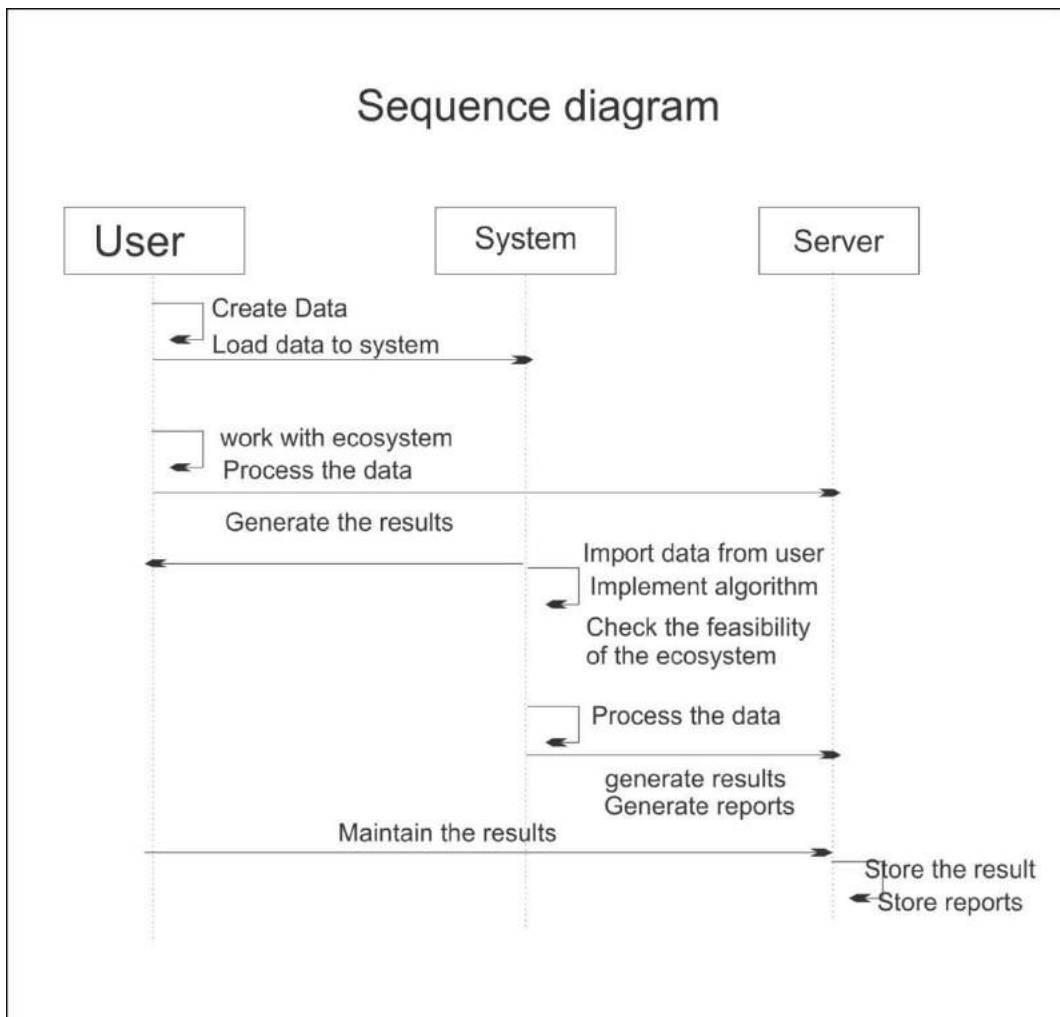 Sequence diagram
User
System
Server
Create Data
Load data to system
work with ecosystem
Process the data
Generate the results
Import data from user
Implement algorithm
Check the feasibility
of the ecosystem
Process the data
generate results
Generate reports
Maintain the results
Store the result
Store reports